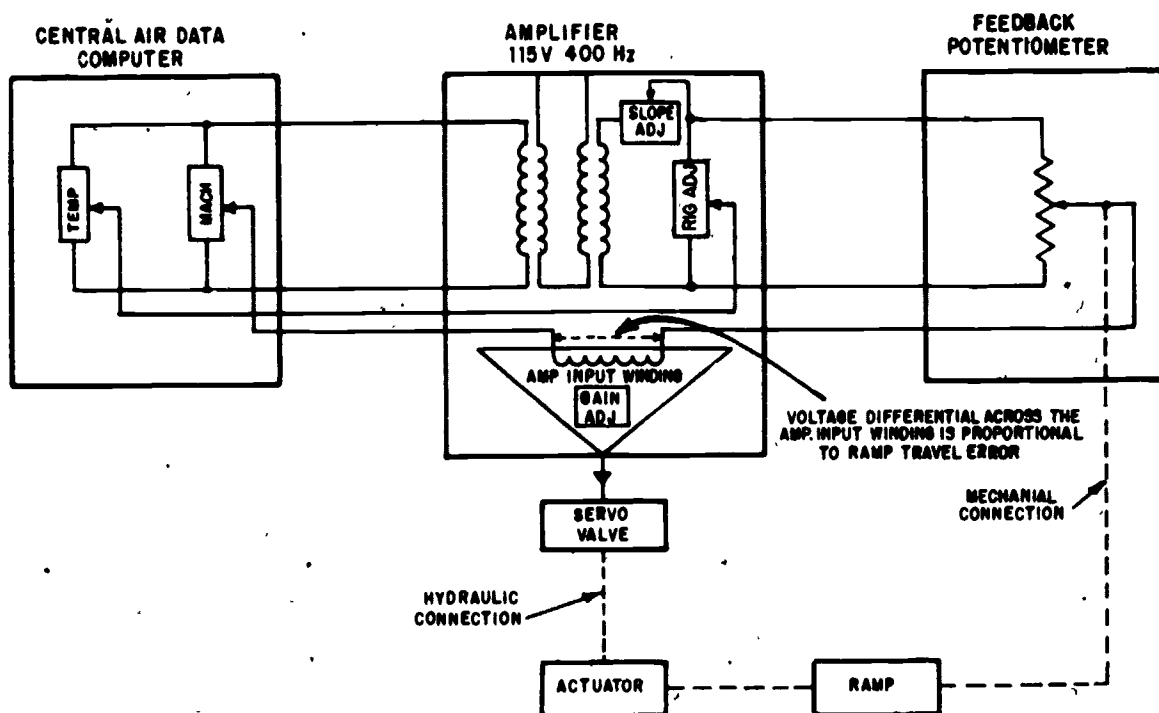 CENTRAL AIR DATA
COMPUTER
AMPLIFIER
115V 400 Hz
FEEDBACK
POTENTIOMETER
SLOPE
ADJ
TEMP
MACH
RIG ADJ
AMP INPUT WINDING
GAIN
ADJ
VOLTAGE DIFFERENTIAL ACROSS THE
AMP. INPUT WINDING IS PROPORTIONAL
TO RAMP TRAVEL ERROR
SERVO
VALVE
MECHANIAL
CONNECTION
HYDRAULIC
CONNECTION
ACTUATOR
RAMP